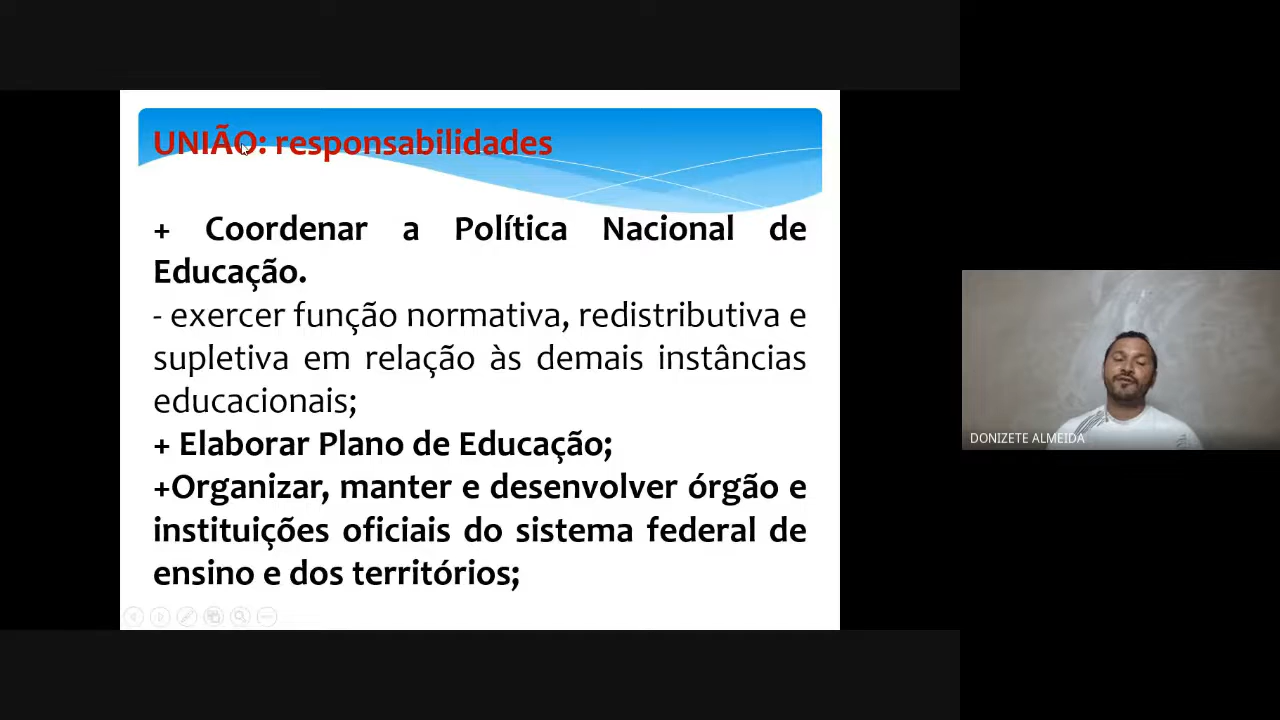 UNIÃO: responsabilidades
+ Coordenar a Política Nacional de
Educação.
- exercer função normativa, redistributiva e
supletiva em relação às demais instâncias
educacionais;
+ Elaborar Plano de Educação;
+Organizar, manter e desenvolver órgão e
instituições oficiais do sistema federal de
ensino e dos territórios;
DONIZETE ALMEIDA